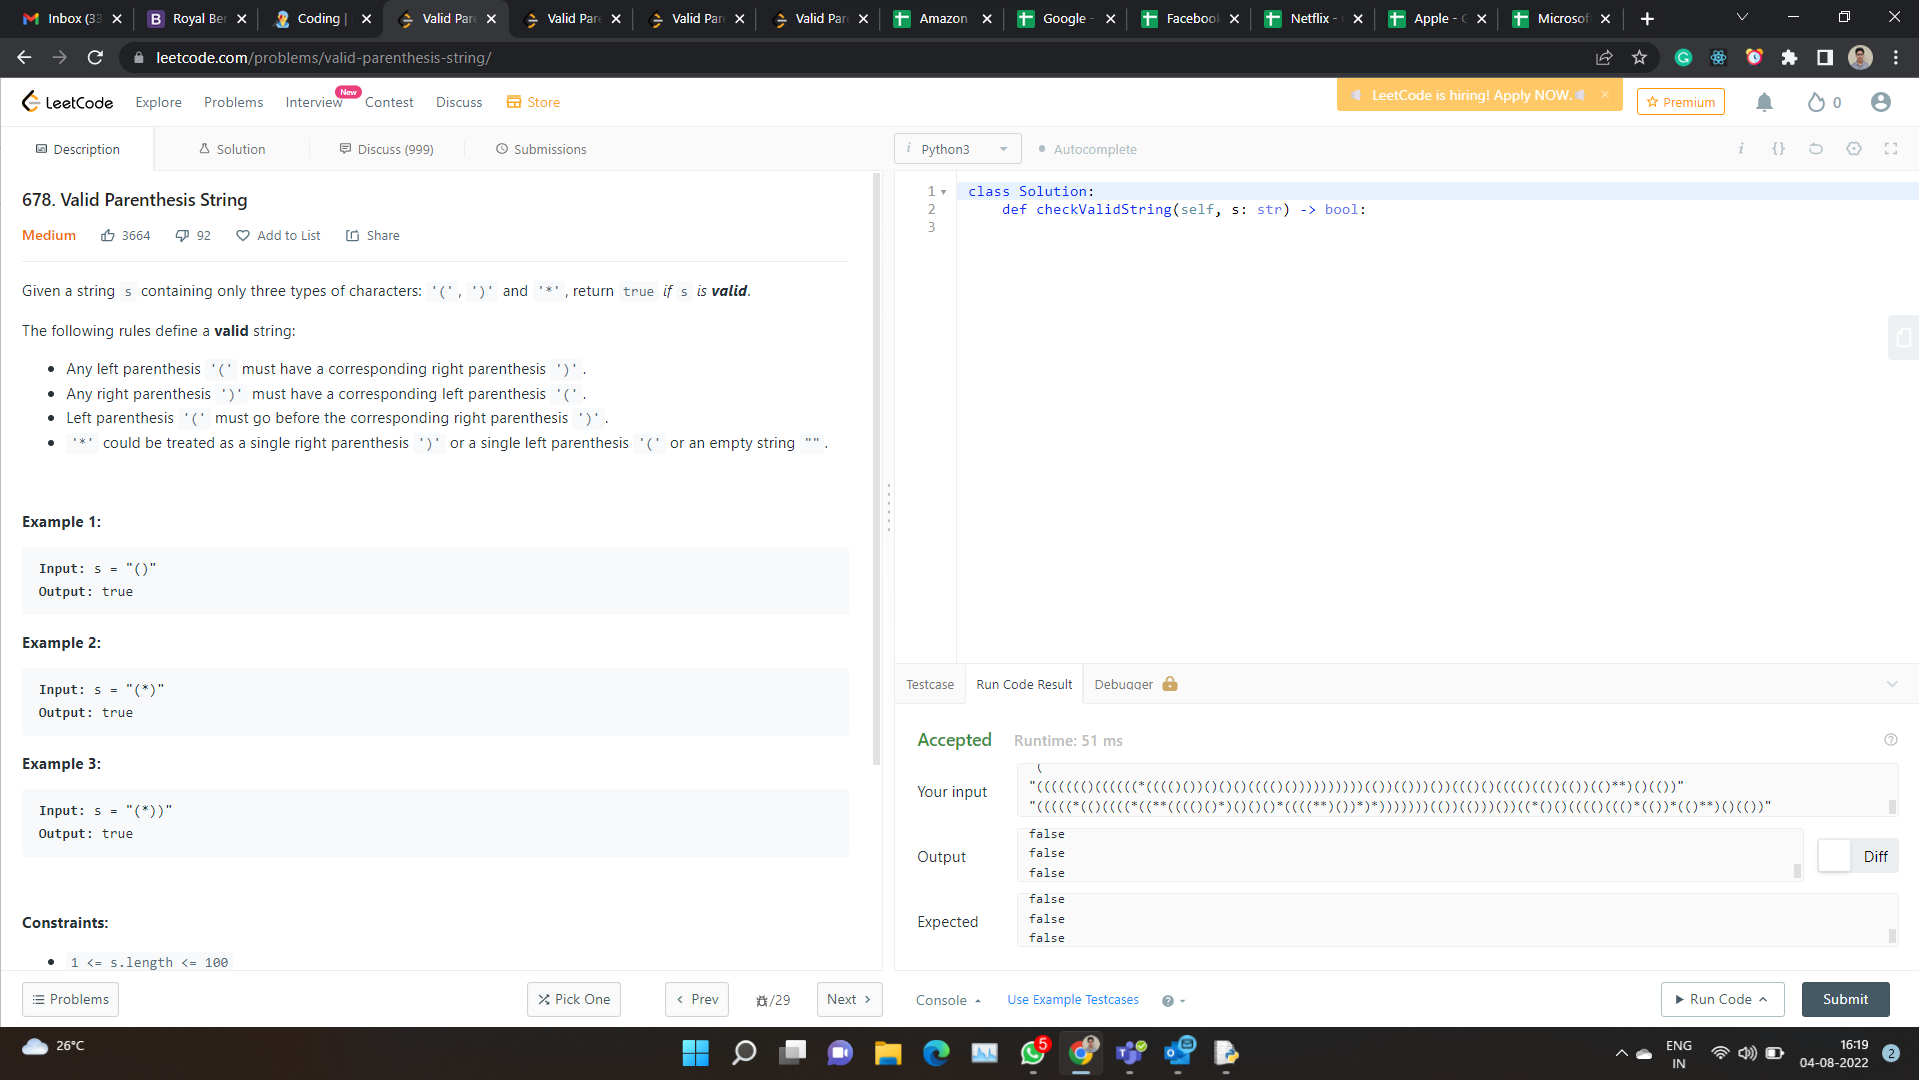 Inbox (33
Royal Ber
Coding |
Valid Pare
Valid Pare
Valid Pare
Valid Pare
Amazon
Google -
Facebook
Netflix -
Apple -
Microsof
leetcode.com/problems/valid-parenthesis-string/
LeetCode
Explore
Problems
Interview
New
Contest
Discuss
Store
LeetCode is hiring! Apply NOW.
Premium
0
Description
Solution
Discuss (999)
Submissions
i Python3
Autocomplete
i {}
678. Valid Parenthesis String
Medium 3664 92 Add to List Share
Given a string s containing only three types of characters: '(', ')' and '*', return true if s is valid.
The following rules define a valid string:
• Any left parenthesis '(' must have a corresponding right parenthesis ')'.
• Any right parenthesis ')' must have a corresponding left parenthesis '('.
• Left parenthesis '(' must go before the corresponding right parenthesis ')'.
• '*' could be treated as a single right parenthesis ')' or a single left parenthesis '(' or an empty string "".
Example 1:
Input: s = "()"
Output: true
Example 2:
Input: s = "(*)"
Output: true
Example 3:
Input: s = "(*))"
Output: true
Constraints:
• 1 <= s.length <= 100
Problems
Pick One
Prev
/29
Next
1 class Solution:
2 def checkValidString(self, s: str) -> bool:
3
Testcase
Run Code Result
Debugger
Accepted Runtime: 51 ms
Your input
Output
false
false
false
Diff
Expected
false
false
false
Console
Use Example Testcases
Run Code
Submit
26°C
5
ENG
IN
16:19
04-08-2022
2